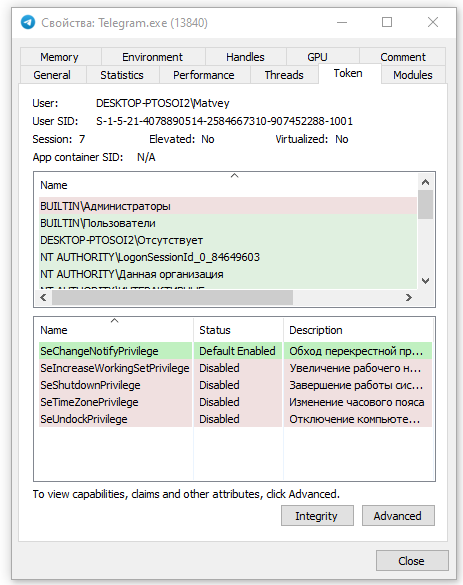 Свойства: Telegram.exe (13840)
Memory Environment Handles GPU Comment
General Statistics Performance Threads Token Modules
User: DESKTOP-PTOSOI2\Matvey
User SID: S-1-5-21-4078890514-2584667310-907452288-1001
Session: 7 Elevated: No Virtualized: No
App container SID: N/A
Name
BUILTIN\Администраторы
BUILTIN\Пользователи
DESKTOP-PTOSOI2\Отсутствует
NT AUTHORITY\LogonSessionId_0_84649603
NT AUTHORITY\Данная организация
NT AUTHORITY\ИНТЕРАКТИВНЫЕ
Name Status Description
SeChangeNotifyPrivilege Default Enabled Обход перекрестной пр...
SeIncreaseWorkingSetPrivilege Disabled Увеличение рабочего н...
SeShutdownPrivilege Disabled Завершение работы сис...
SeTimeZonePrivilege Disabled Изменение часового пояса
SeUndockPrivilege Disabled Отключение компьюте...
To view capabilities, claims and other attributes, click Advanced.
Integrity Advanced
Close